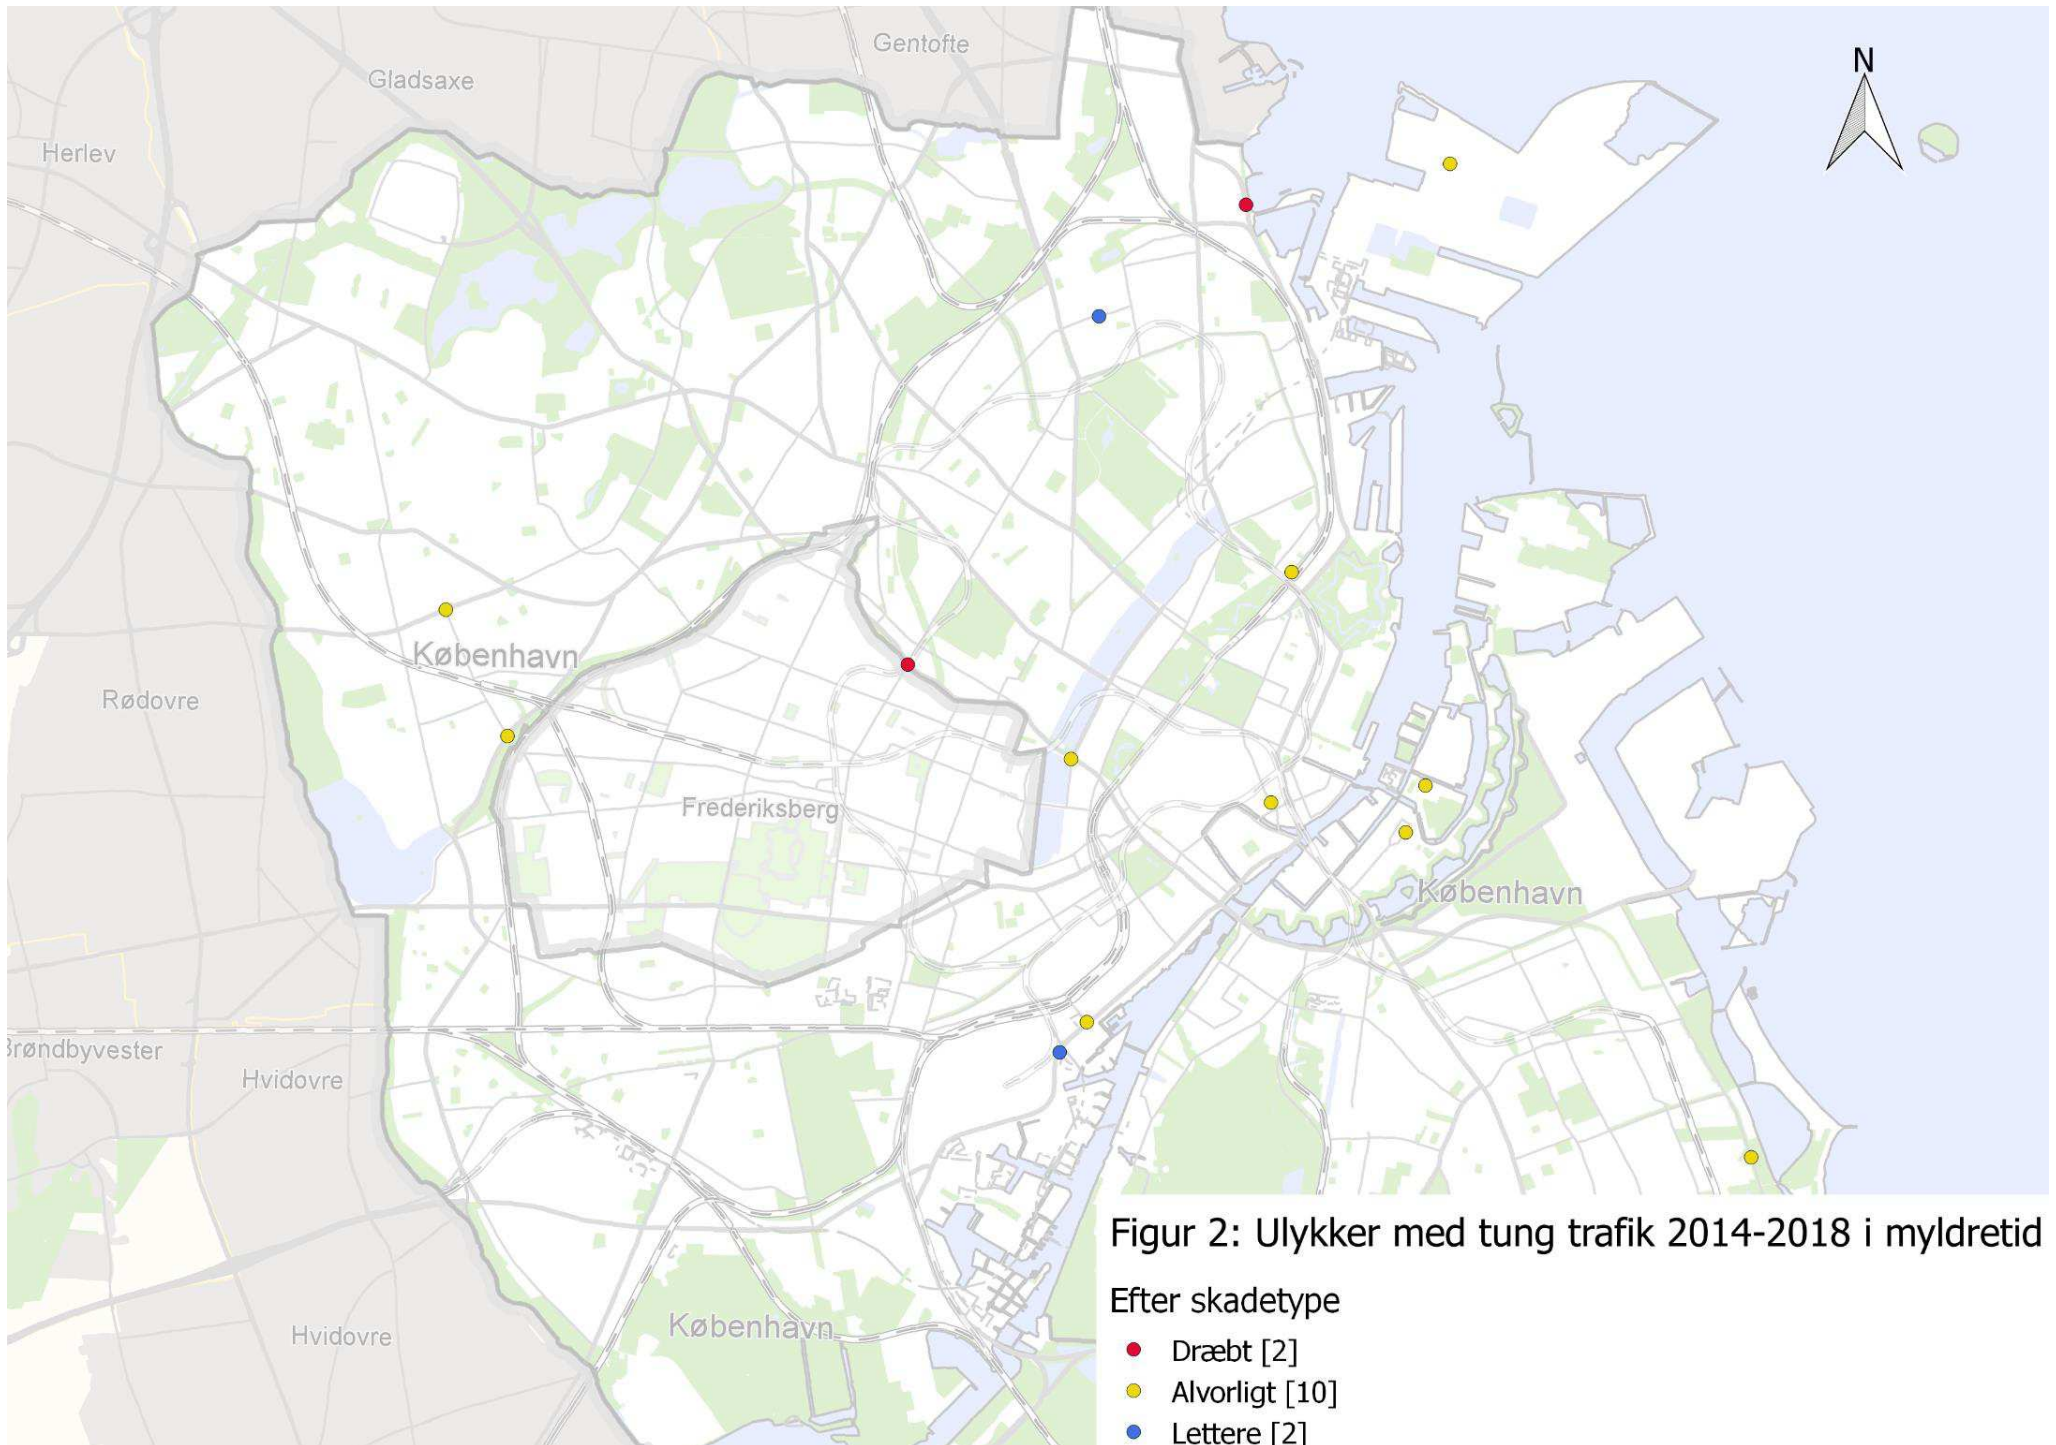 Gentofte
N
Gladsaxe
Herlev
København
Rødovre
Frederiksberg
København
Brøndbyvester
Hvidovre
Figur 2: Ulykker med tung trafik 2014-2018 i myldretid
Efter skadetype
København
Hvidovre
Dræbt [2]
Alvorligt [10]
Lettere [2]